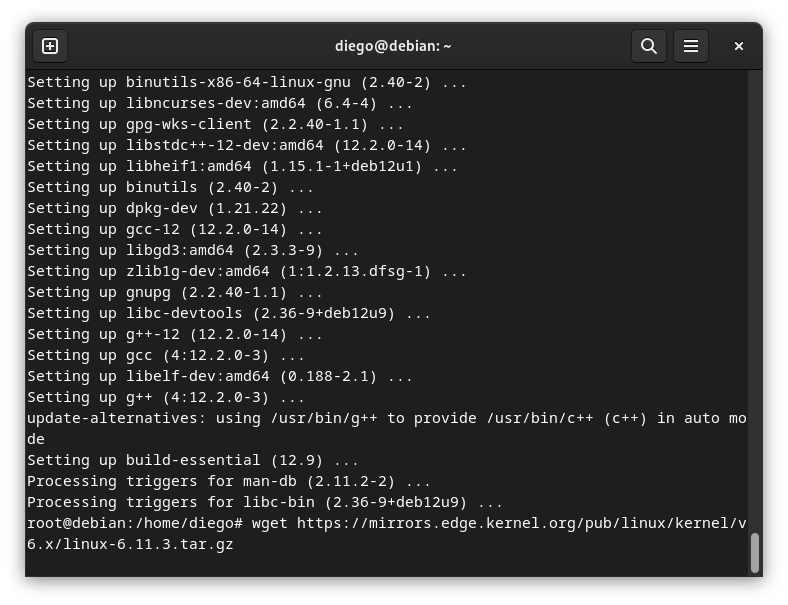 diego@debian: ~
Setting up binutils-x86-64-linux-gnu (2.40-2) ...
Setting up libncurses-dev:amd64 (6.4-4) ...
Setting up gpg-wks-client (2.2.40-1.1) ...
Setting up libstdc++-12-dev:amd64 (12.2.0-14) ...
Setting up libheif1:amd64 (1.15.1-1+deb12u1) ...
Setting up binutils (2.40-2) ...
Setting up dpkg-dev (1.21.22) ...
Setting up gcc-12 (12.2.0-14) ...
Setting up libgd3:amd64 (2.3.3-9) ...
Setting up zlib1g-dev:amd64 (1:1.2.13.dfsg-1) ...
Setting up gnupg (2.2.40-1.1) ...
Setting up libc-devtools (2.36-9+deb12u9) ...
Setting up g++-12 (12.2.0-14) ...
Setting up gcc (4:12.2.0-3) ...
Setting up libelf-dev:amd64 (0.188-2.1) ...
Setting up g++ (4:12.2.0-3) ...
update-alternatives: using /usr/bin/g++ to provide /usr/bin/c++ (c++) in auto mo
de
Setting up build-essential (12.9) ...
Processing triggers for man-db (2.11.2-2) ...
Processing triggers for libc-bin (2.36-9+deb12u9) ...
root@debian:/home/diego# wget https://mirrors.edge.kernel.org/pub/linux/kernel/v
6.x/linux-6.11.3.tar.gz